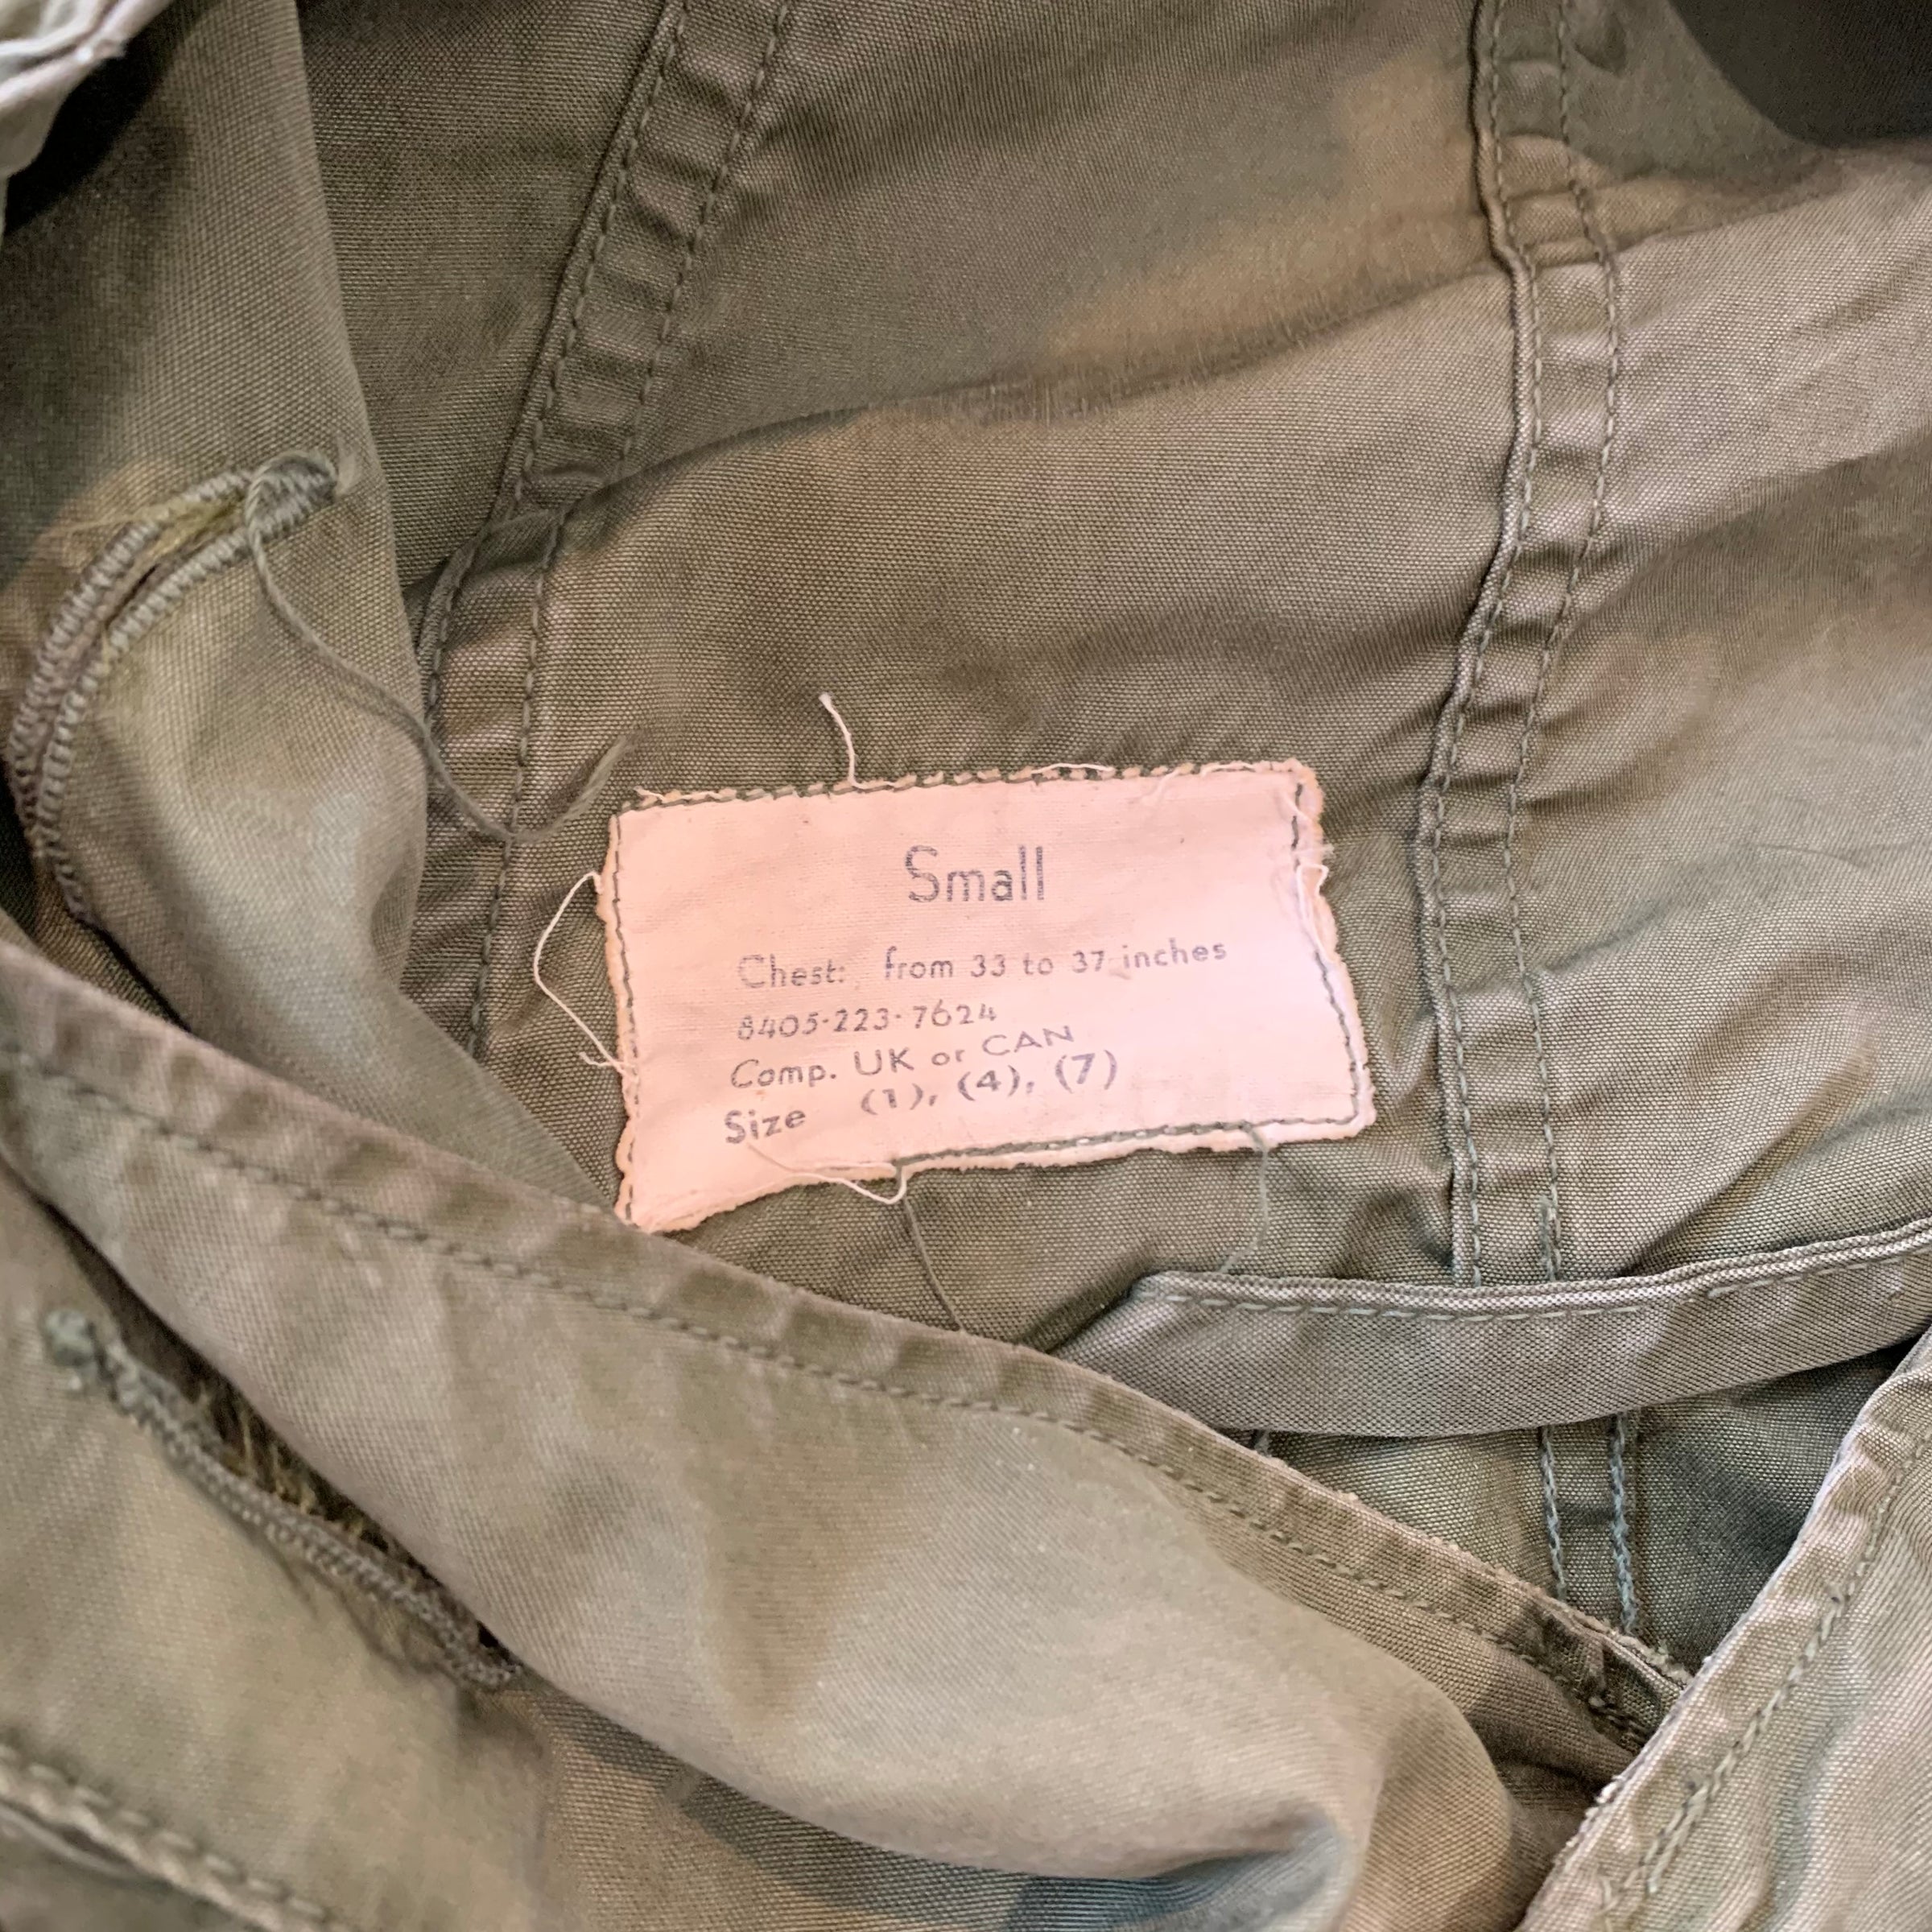 Small
Chest: from 33 to 37 inches
8405-223-7624
Comp. UK or CAN
Size (1), (4), (7)